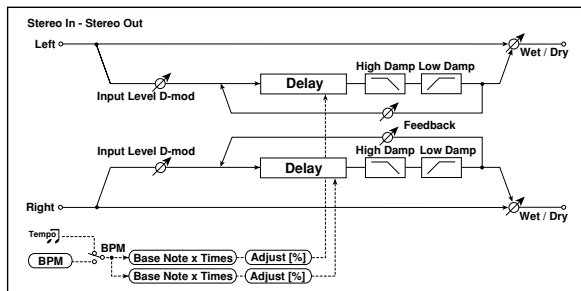 Stereo In - Stereo Out
Left
Wet / Dry
High Damp Low Damp
Delay
Input Level D-mod
Feedback
High Damp Low Damp
Input Level D-mod
Delay
Right
Wet / Dry
Tempo
BPM
BPM
Base Note x Times Adjust [%]
Base Note x Times Adjust [%]